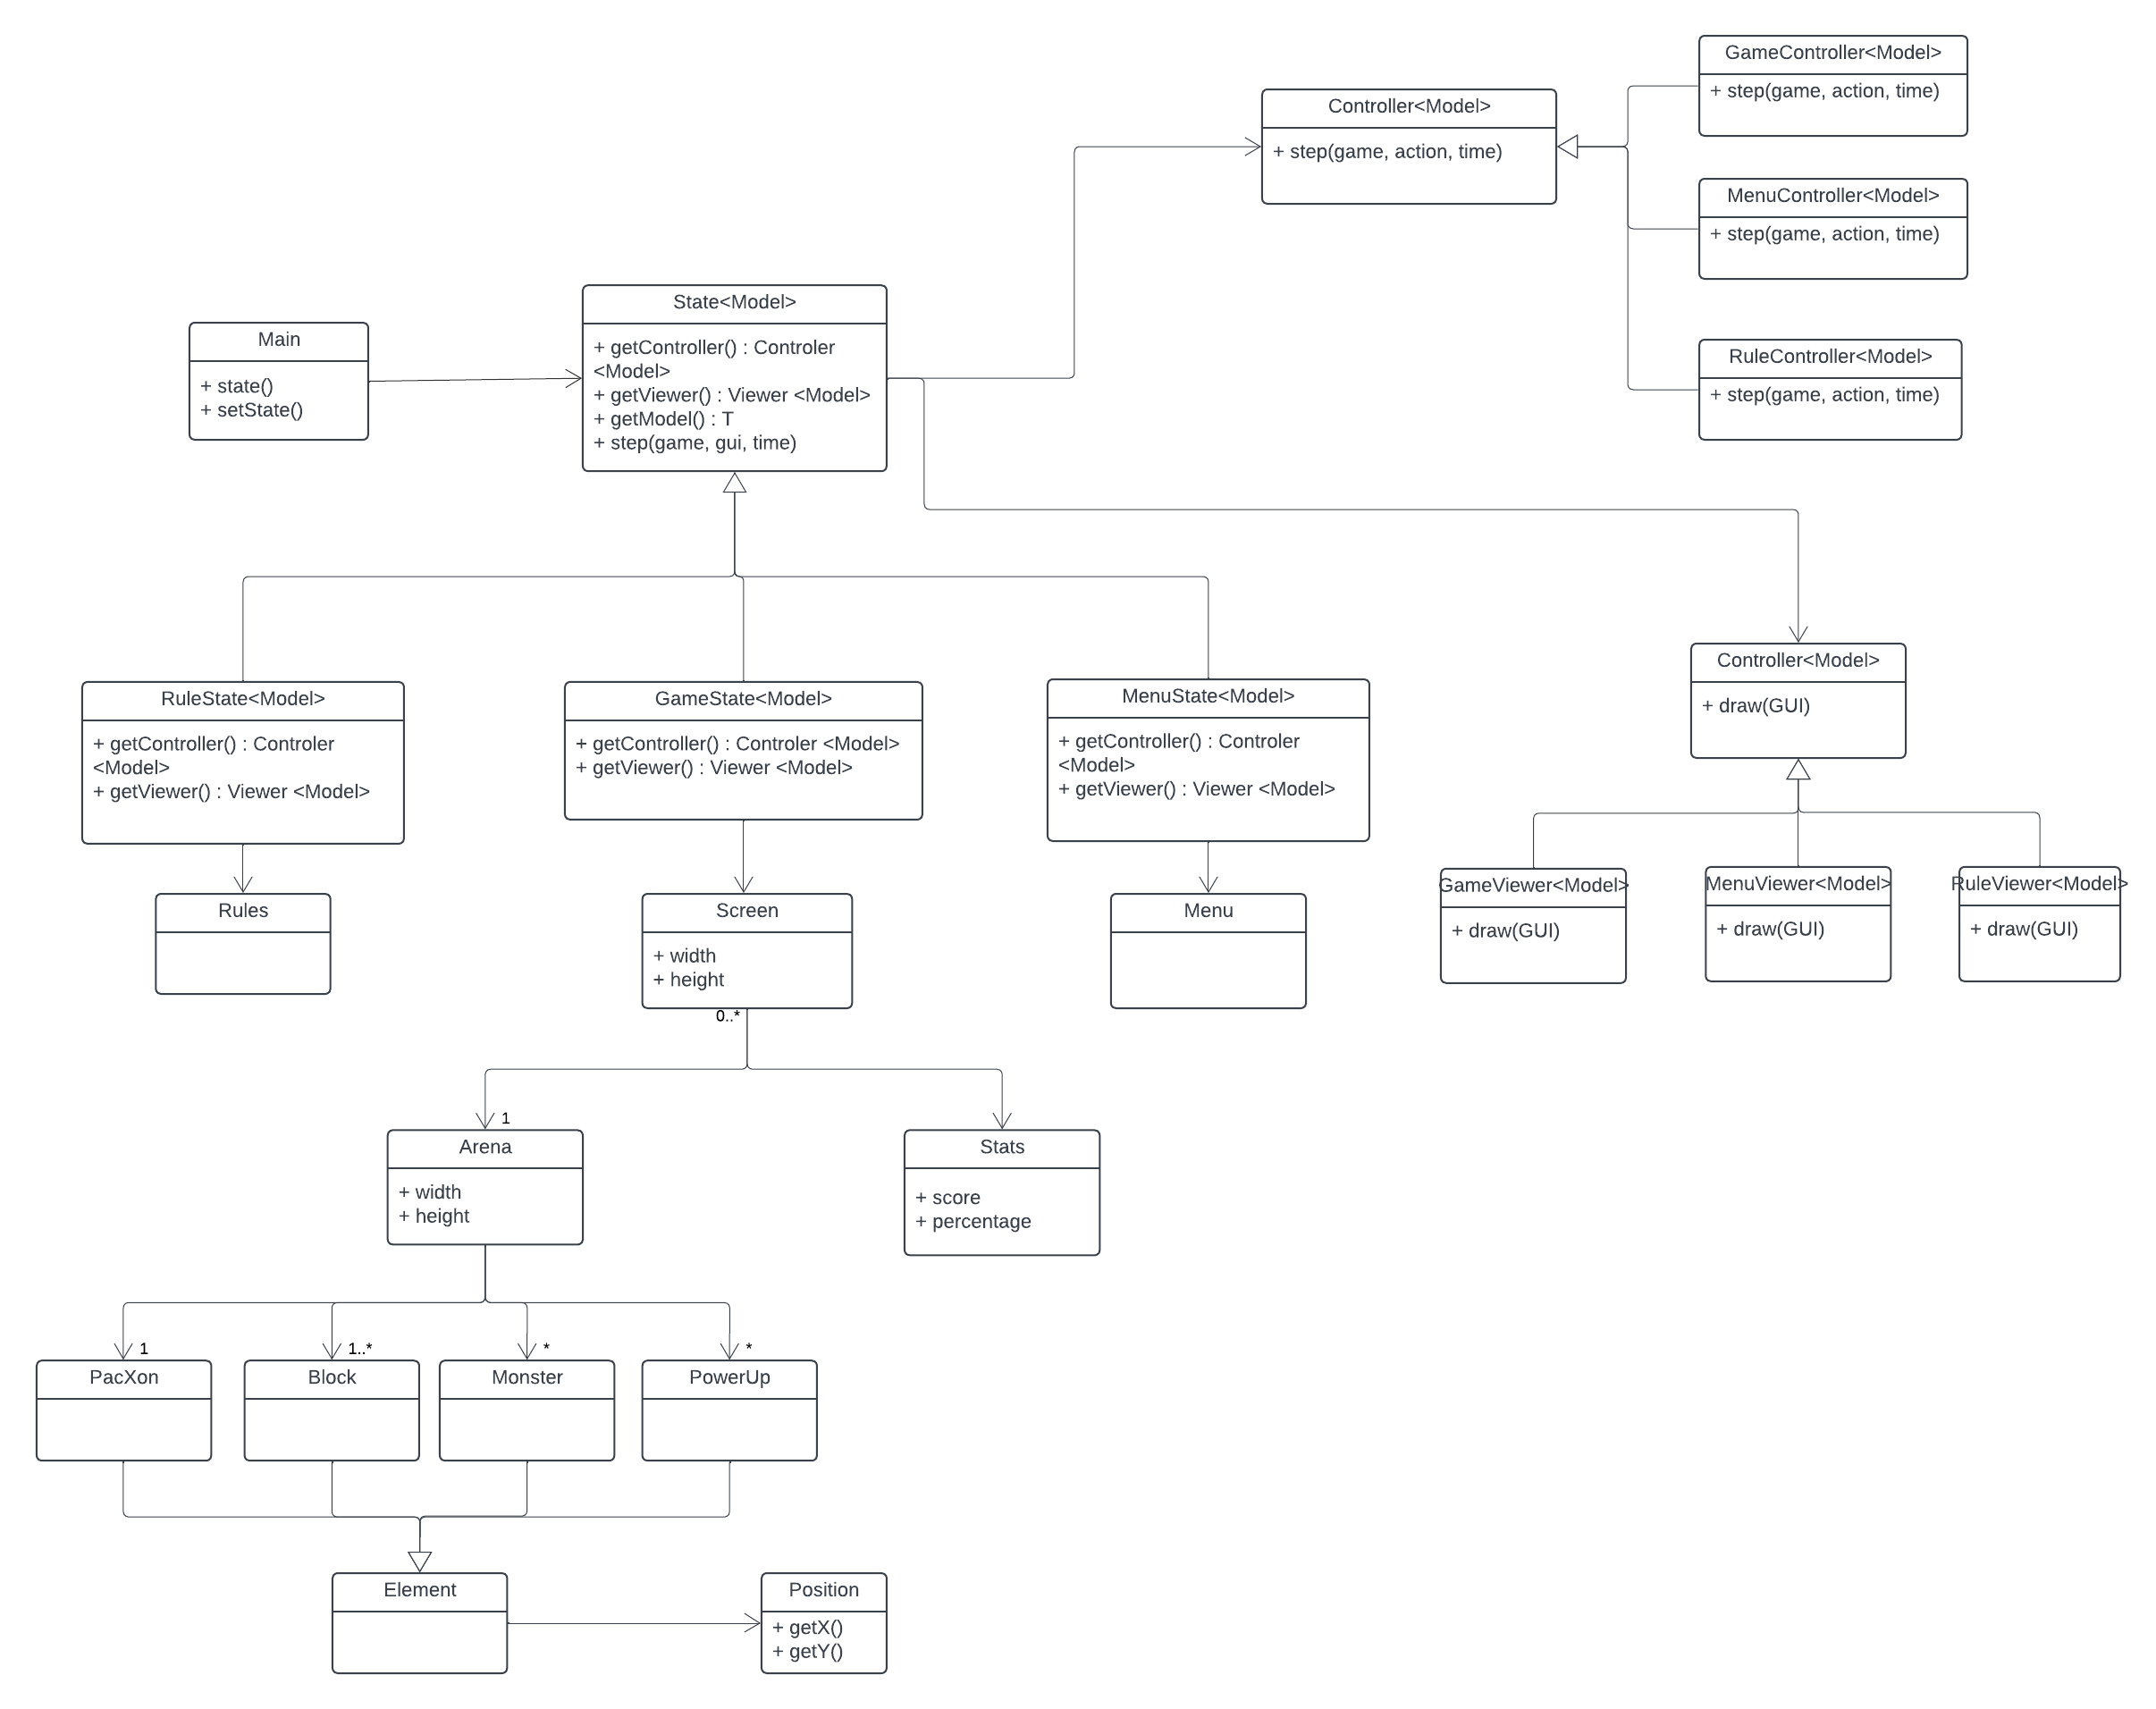 GameController<Model>
+ step(game, action, time)
Controller<Model>
+ step(game, action, time)
MenuController<Model>
+ step(game, action, time)
RuleController<Model>
+ step(game, action, time)
State<Model>
+ getController() : Controler
<Model>
+ getViewer() : Viewer <Model>
+ getModel() : T
+ step(game, gui, time)
Main
+ state()
+ setState()
RuleState<Model>
+ getController() : Controler
<Model>
+ getViewer() : Viewer <Model>
GameState<Model>
+ getController() : Controler <Model>
+ getViewer() : Viewer <Model>
MenuState<Model>
+ getController() : Controler
<Model>
+ getViewer() : Viewer <Model>
Controller<Model>
+ draw(GUI)
GameViewer<Model>
+ draw(GUI)
MenuViewer<Model>
+ draw(GUI)
RuleViewer<Model>
+ draw(GUI)
Rules
Screen
+ width
+ height
Menu
0..*
1
Arena
+ width
+ height
Stats
+ score
+ percentage
1
1..*
*
*
PacXon
Block
Monster
PowerUp
Element
Position
+ getX()
+ getY()